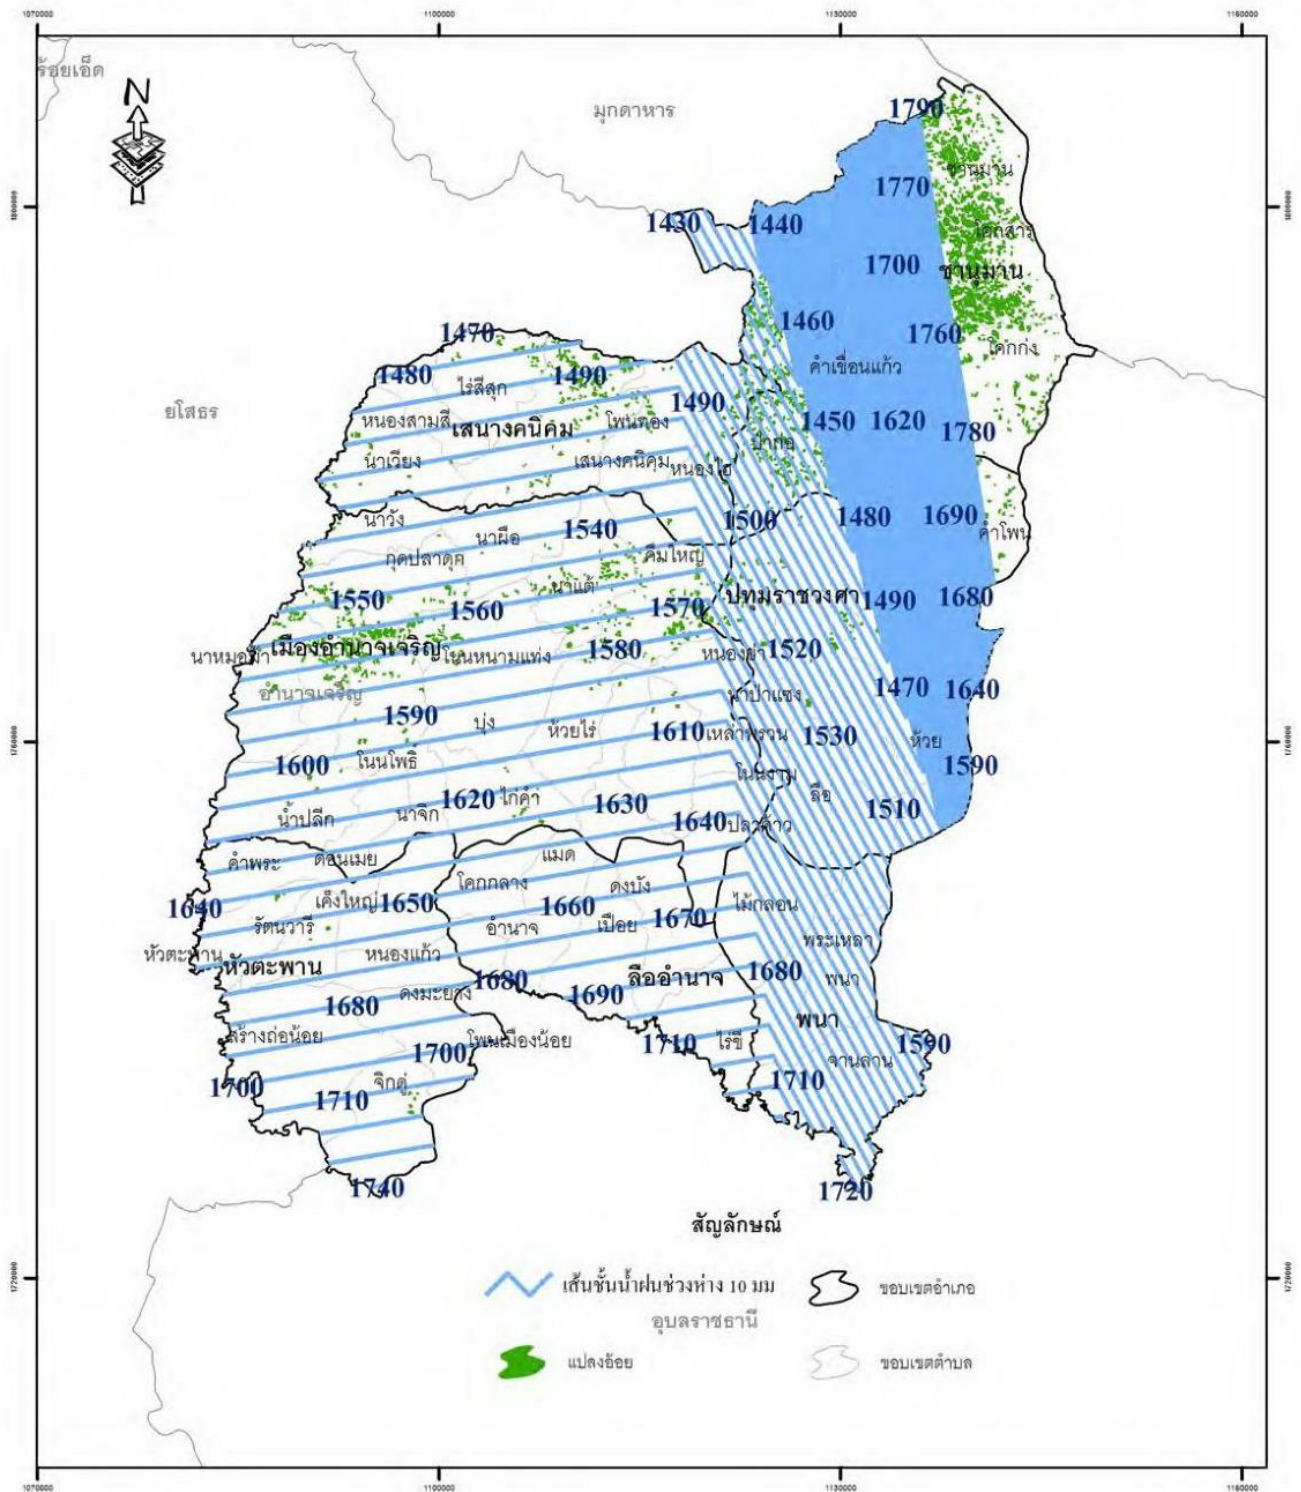 1070000
1100000
1130000
1160000
ร้อยเอ็ด
N
มุกดาหาร
1790
ชานุมาน
1770
1800000
1800000
1430
1440
โคกสาร
1700
ชานุมาน
1460
1760
1470
โคกก่ง
คำเขื่อนแก้ว
1480
1490
ไร่สีสุก
1490
ยโสธร
หนองสามสี
เสนางคนิคม
โพนทอง
1450
1620
1780
ป่าก่อ
นาเวียง
เสนางคนิคม
หนองไฮ
นาวัง
1540
1500
1480
1690
นาผือ
คำโพน
กุดปลาดุก
คึมใหญ่
นาแต้
1550
1560
1570
ปทุมราชวงศา
1490
1680
นาหมอม้า
เมืองอำนาจเจริญ
โนนหนามแท่ง
1580
หนองข่า
1520
อำนาจเจริญ
นาป่าแซง
1470
1640
1590
บุ่ง
ห้วยไร่
1610
เหล่าพรวน
1530
ห้วย
1760000
1760000
1600
โนนโพธิ์
โนนงาม
1590
น้ำปลีก
นาจิก
1620
ไก่คำ
1630
ลือ
1510
1640
ปลาค้าว
คำพระ
ดอนเมย
แมด
โคกกลาง
ดงบัง
1640
เค็งใหญ่
1650
1660
1670
ไม้กลอน
รัตนวารี
อำนาจ
เปือย
พระเหลา
หัวตะพาน
หัวตะพาน
หนองแก้ว
1680
ลืออำนาจ
1680
พนา
1680
ดงมะยาง
1690
พนา
สร้างถ่อน้อย
1700
โพนเมืองน้อย
1710
ไร่ขี
1590
จานลาน
1700
1710
จิกดู่
1710
1740
1720
สัญลักษณ์
1720000
1720000
เส้นชั้นน้ำฝนช่วงห่าง 10 มม
ขอบเขตอำเภอ
อุบลราชธานี
แปลงอ้อย
ขอบเขตตำบล
1070000
1100000
1130000
1160000